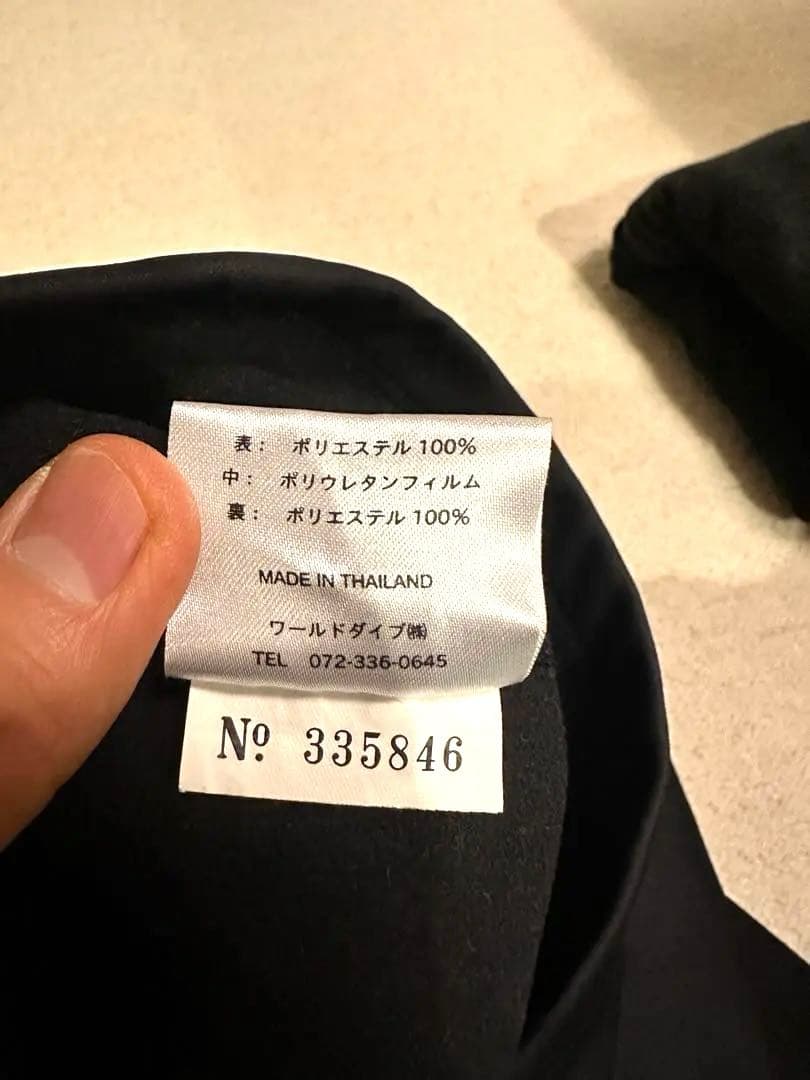 表： ポリエステル 100%
中： ポリウレタンフィルム
裏： ポリエステル 100%
MADE IN THAILAND
ワールドダイブ㈱
TEL 072-336-0645
Nº 335846